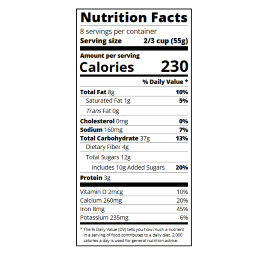 Nutrition Facts
8 servings per container
Serving size 2/3 cup (55g)
Amount per serving
Calories 230
% Daily Value *
Total Fat 8g 10%
Saturated Fat 1g 5%
Trans Fat 0g
Cholesterol 0mg 0%
Sodium 160mg 7%
Total Carbohydrate 37g 13%
Dietary Fiber 4g
Total Sugars 12g
Includes 10g Added Sugars 20%
Protein 3g
Vitamin D 2mcg 10%
Calcium 260mg 20%
Iron 8mg 45%
Potassium 235mg 6%
* The % Daily Value (DV) tells you how much a nutrient
in a serving of food contributes to a daily diet. 2,000
calories a day is used for general nutrition advice.